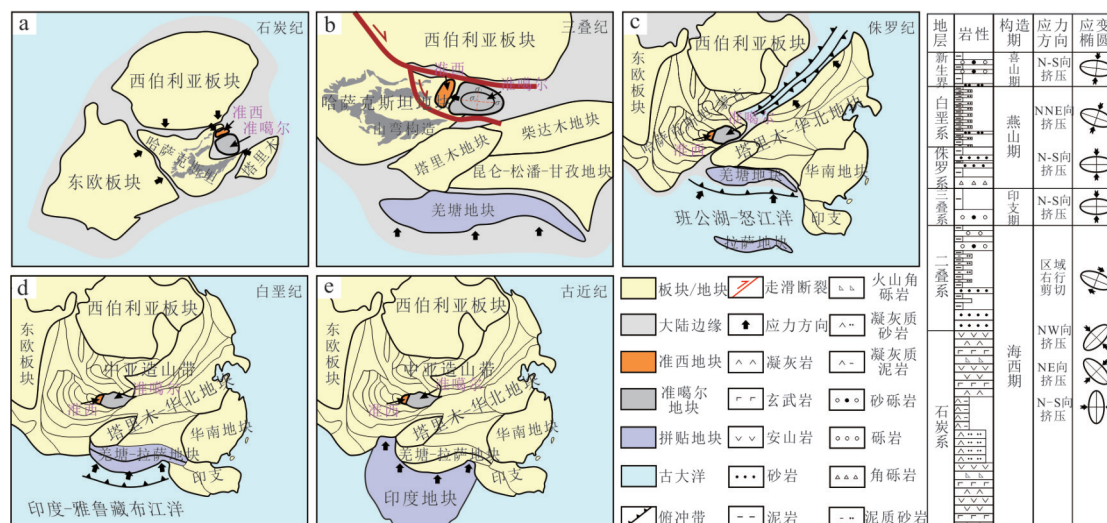 a
石炭纪
西伯利亚板块
准西
准噶尔
塔里木
东欧板块
b
三叠纪
西伯利亚板块
准西
准噶尔
哈萨克斯坦地块
山弯构造
塔里木地块
柴达木地块
昆仑-松潘-甘孜地块
羌塘地块
c
侏罗纪
东欧板块
西伯利亚板块
准噶尔
准西
塔里木-华北地块
羌塘地块
华南地块
班公湖-怒江洋
印支
拉萨地块
d
白垩纪
东欧板块
西伯利亚板块
中亚造山带
准噶尔
准西
塔里木-华北地块
华南地块
羌塘-拉萨地块
印支
印度-雅鲁藏布江洋
e
古近纪
东欧板块
西伯利亚板块
中亚造山带
准噶尔
准西
塔里木-华北地块
华南地块
羌塘-拉萨地块
印支
印度地块
板块/地块
走滑断裂
火山角
砾岩
大陆边缘
应力方向
凝灰质
砂岩
准西地块
凝灰岩
凝灰质
泥岩
准噶尔
地块
玄武岩
砂砾岩
拼贴地块
安山岩
砾岩
古大洋
砂岩
角砾岩
俯冲带
泥岩
泥质砂岩
地层
岩性
构造期
应力方向
应变椭圆
新生界
喜山期
N-S向
挤压
白垩系
燕山期
NNE向
挤压
侏罗系
N-S向
挤压
三叠系
印支期
N-S向
挤压
二叠系
海西期
区域
右行
剪切
NW向
挤压
NE向
挤压
石炭系
N-S向
挤压